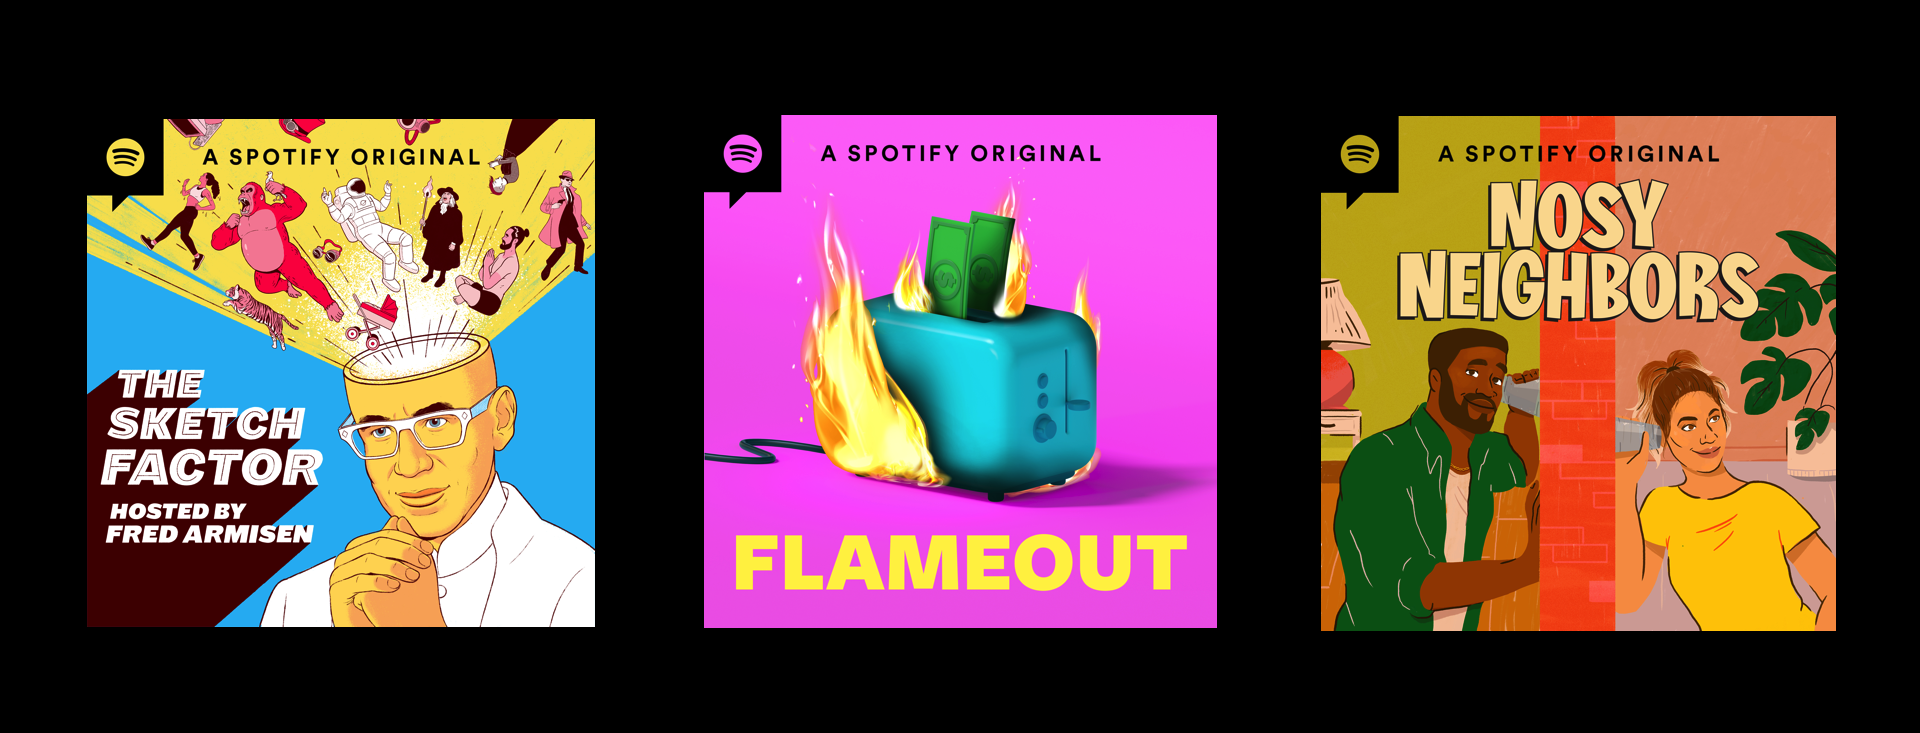 A SPOTIFY ORIGINAL
THE
SKETCH
FACTOR
HOSTED BY
FRED ARMISEN
A SPOTIFY ORIGINAL
FLAMEOUT
A SPOTIFY ORIGINAL
NOSY
NEIGHBORS